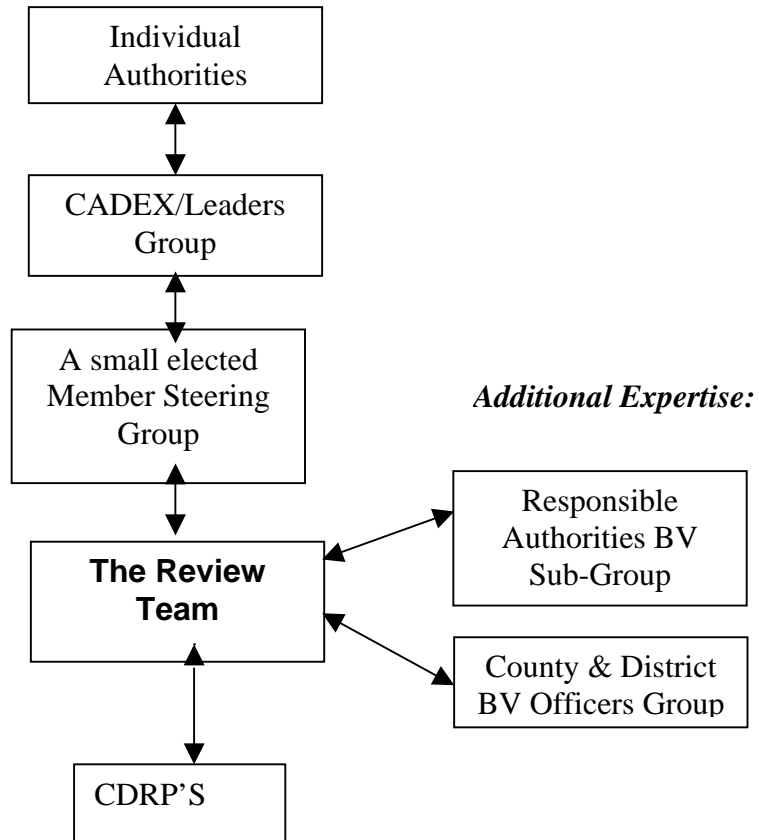 Individual
Authorities
CADEX/Leaders
Group
A small elected
Member Steering
Group
Additional Expertise:
Responsible
Authorities BV
Sub-Group
The Review
Team
County & District
BV Officers Group
CDRP’S